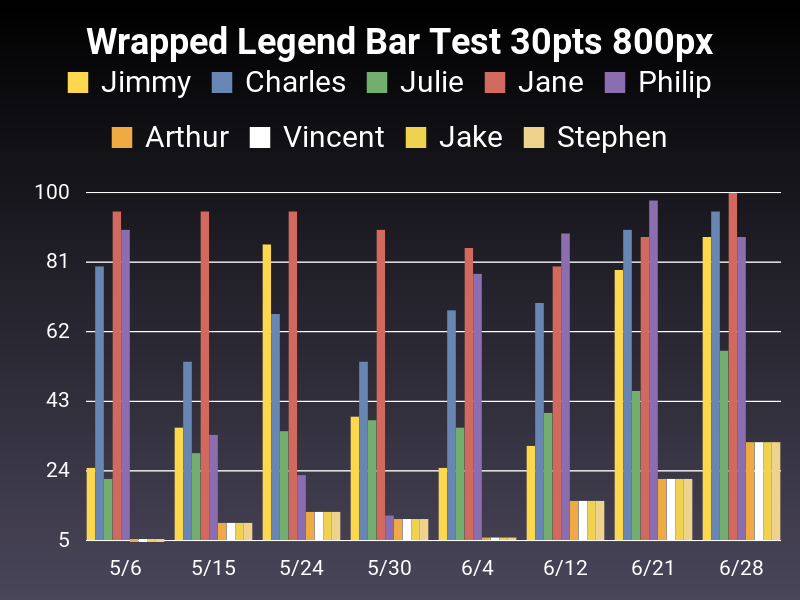 Wrapped Legend Bar Test 30pts 800px
Jimmy Charles Julie Jane Philip
Arthur Vincent Jake Stephen
100
81
62
43
24
5
5/6 5/15 5/24 5/30 6/4 6/12 6/21 6/28